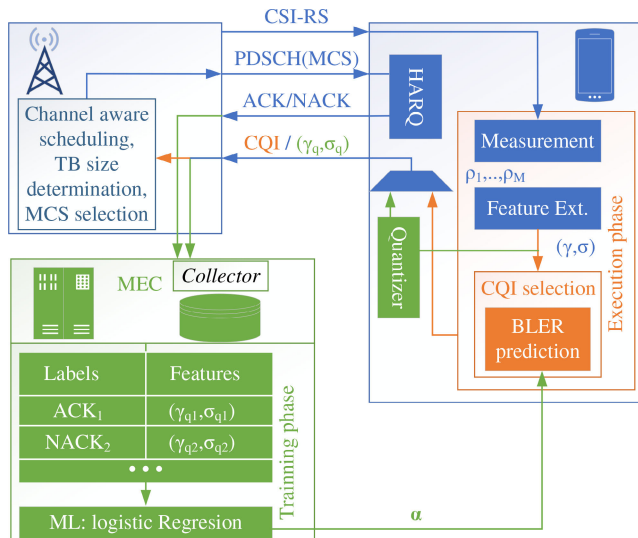 CSI-RS
PDSCH(MCS)
ACK/NACK
CQI / (γq,σq)
Channel aware
scheduling,
TB size
determination,
MCS selection
HARQ
Measurement
ρ1,..,ρM
Feature Ext.
(γ,σ)
Quantizer
CQI selection
BLER
prediction
Execution phase
MEC
Collector
Labels Features
ACK1 (γq1,σq1)
NACK2 (γq2,σq2)
•••
Trainning phase
ML: logistic Regresion
α